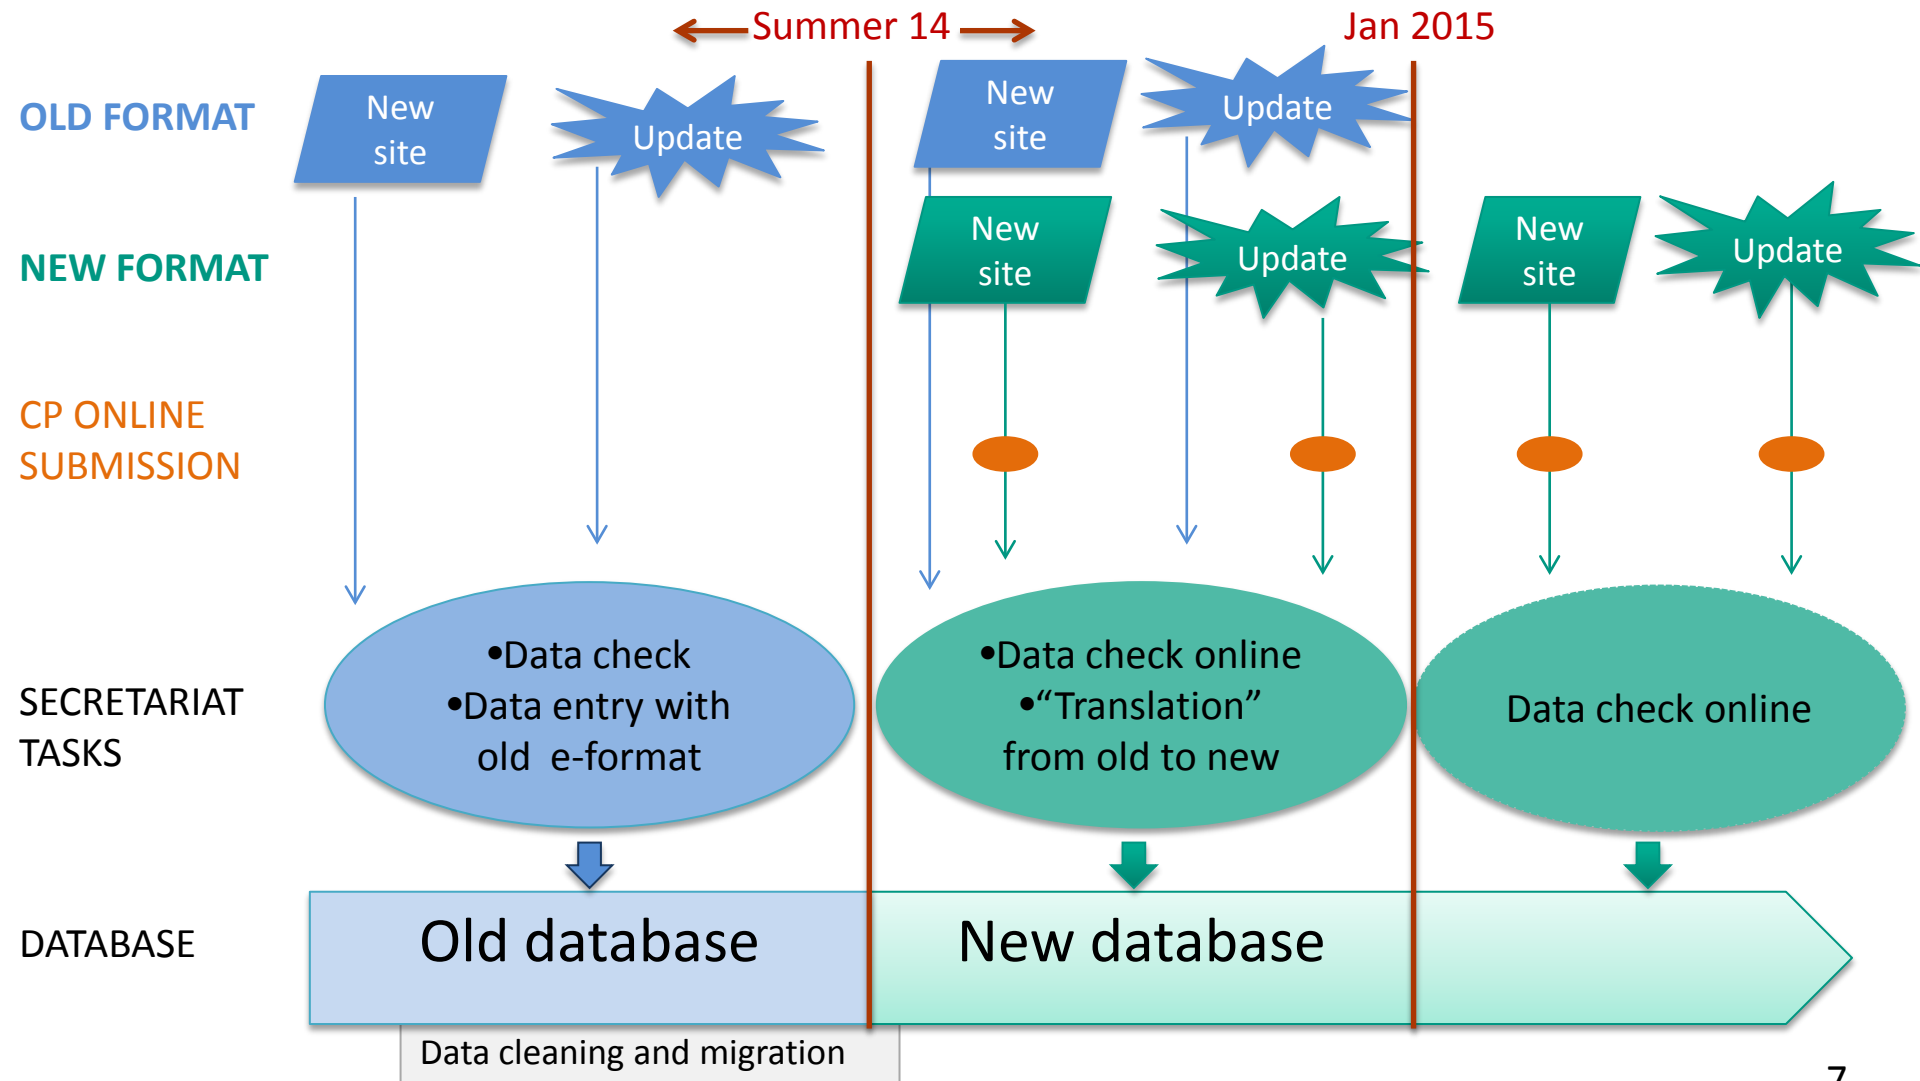 Summer 14
Jan 2015
OLD FORMAT
New
site
Update
New
site
Update
NEW FORMAT
New
site
Update
New
site
Update
CP ONLINE
SUBMISSION
SECRETARIAT
TASKS
•Data check
•Data entry with
old e-format
•Data check online
•“Translation”
from old to new
Data check online
DATABASE
Old database
New database
Data cleaning and migration
7